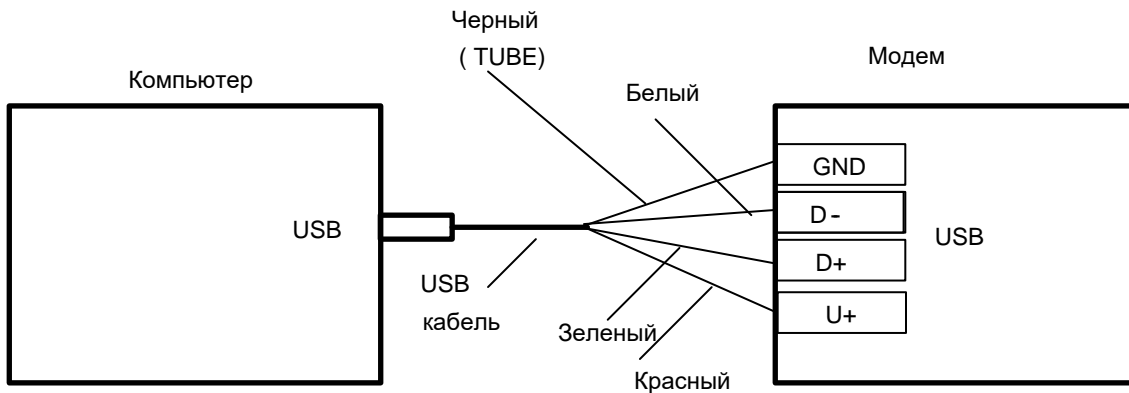 Черный
( TUBE)
Модем
Компьютер
Белый
GND
D-
USB
USB
D+
USB
кабель
U+
Зеленый
Красный